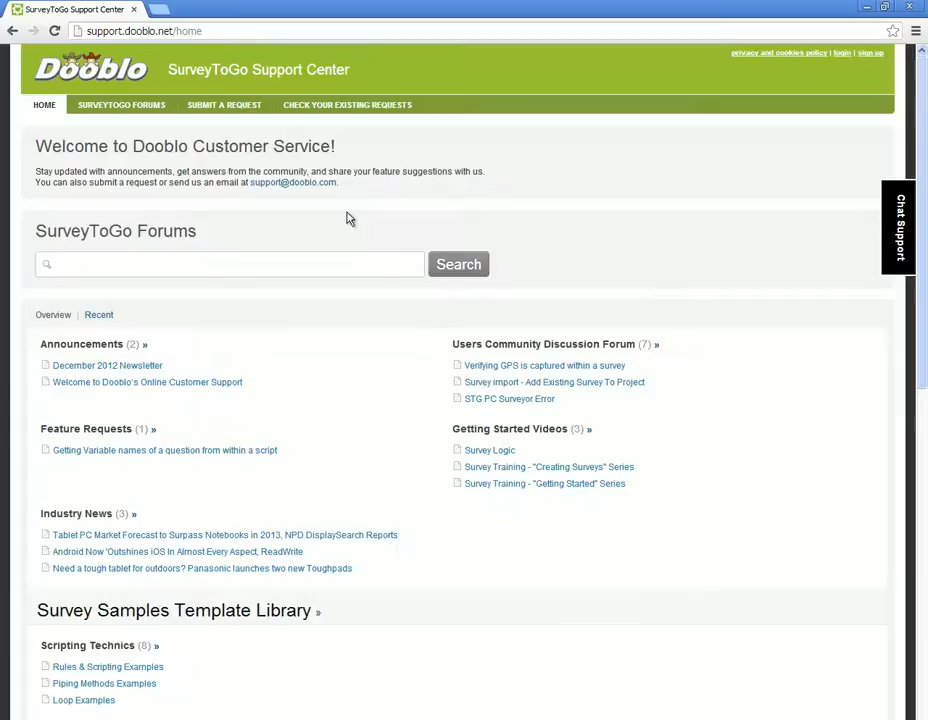 SurveyToGo Support Center
support.dooblo.net/home
privacy and cookies policy | login | sign up
Dooblo SurveyToGo Support Center
HOME SURVEYTOGO FORUMS SUBMIT A REQUEST CHECK YOUR EXISTING REQUESTS
Welcome to Dooblo Customer Service!
Stay updated with announcements, get answers from the community, and share your feature suggestions with us.
You can also submit a request or send us an email at support@dooblo.com.
Chat Support
SurveyToGo Forums
Search
Overview | Recent
Announcements (2) »
December 2012 Newsletter
Welcome to Dooblo's Online Customer Support
Users Community Discussion Forum (7) »
Verifying GPS is captured within a survey
Survey import - Add Existing Survey To Project
STG PC Surveyor Error
Feature Requests (1) »
Getting Variable names of a question from within a script
Getting Started Videos (3) »
Survey Logic
Survey Training - "Creating Surveys" Series
Survey Training - "Getting Started" Series
Industry News (3) »
Tablet PC Market Forecast to Surpass Notebooks in 2013, NPD DisplaySearch Reports
Android Now 'Outshines iOS In Almost Every Aspect, ReadWrite
Need a tough tablet for outdoors? Panasonic launches two new Toughpads
Survey Samples Template Library »
Scripting Technics (8) »
Rules & Scripting Examples
Piping Methods Examples
Loop Examples